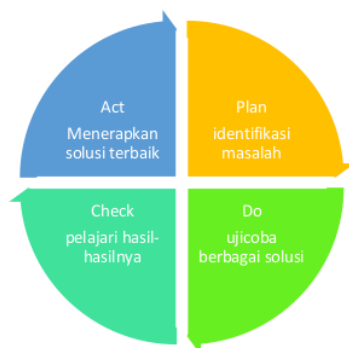 Act
Menerapkan
solusi terbaik
Plan
identifikasi
masalah
Check
pelajari hasil-
hasilnya
Do
ujicoba
berbagai solusi